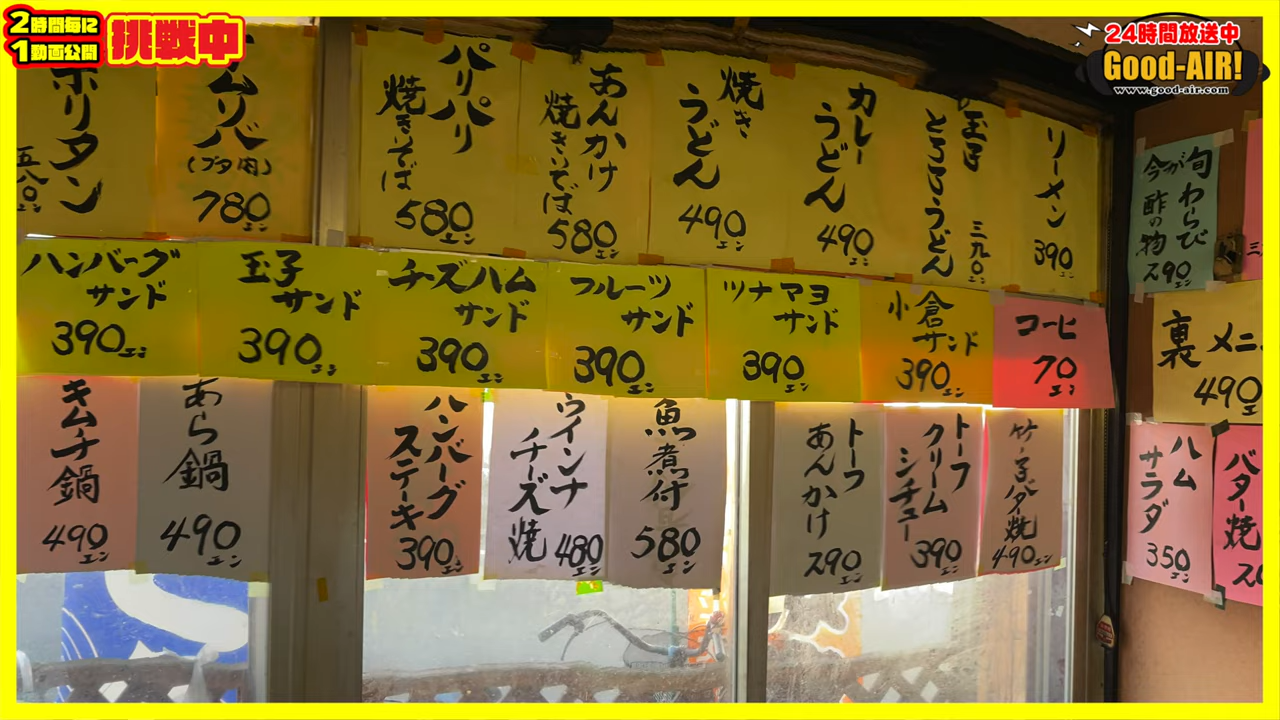 2時間毎に
1動画公開
挑戦中
24時間放送中
Good-AIR!
www.good-air.com
ポリタン
五八〇エン
ムリバ
(ブタ肉)
780エン
パリパリ
焼きそば
580エン
あんかけ
焼きそば
580エン
焼き
うどん
490エン
カレー
うどん
490エン
玉子
とろろうどん
三九〇エン
ソーメン
390エン
旬
わらび
今が
酢の物
290エン
ハンバーグ
サンド
390エン
玉子
サンド
390エン
チーズハム
サンド
390エン
フルーツ
サンド
390エン
ツナマヨ
サンド
390エン
小倉
サンド
390エン
コーヒ
70エン
裏メニ
490エ
キムチ鍋
490エン
あら鍋
490エン
ハンバーグ
ステーキ
390エン
ウインナ
チーズ焼
480エン
魚煮付
580エン
トーフ
あんかけ
290エン
トーフ
クリーム
シチュー
390エン
竹ノ子バター焼
490エン
ハム
サラダ
350エン
バター焼